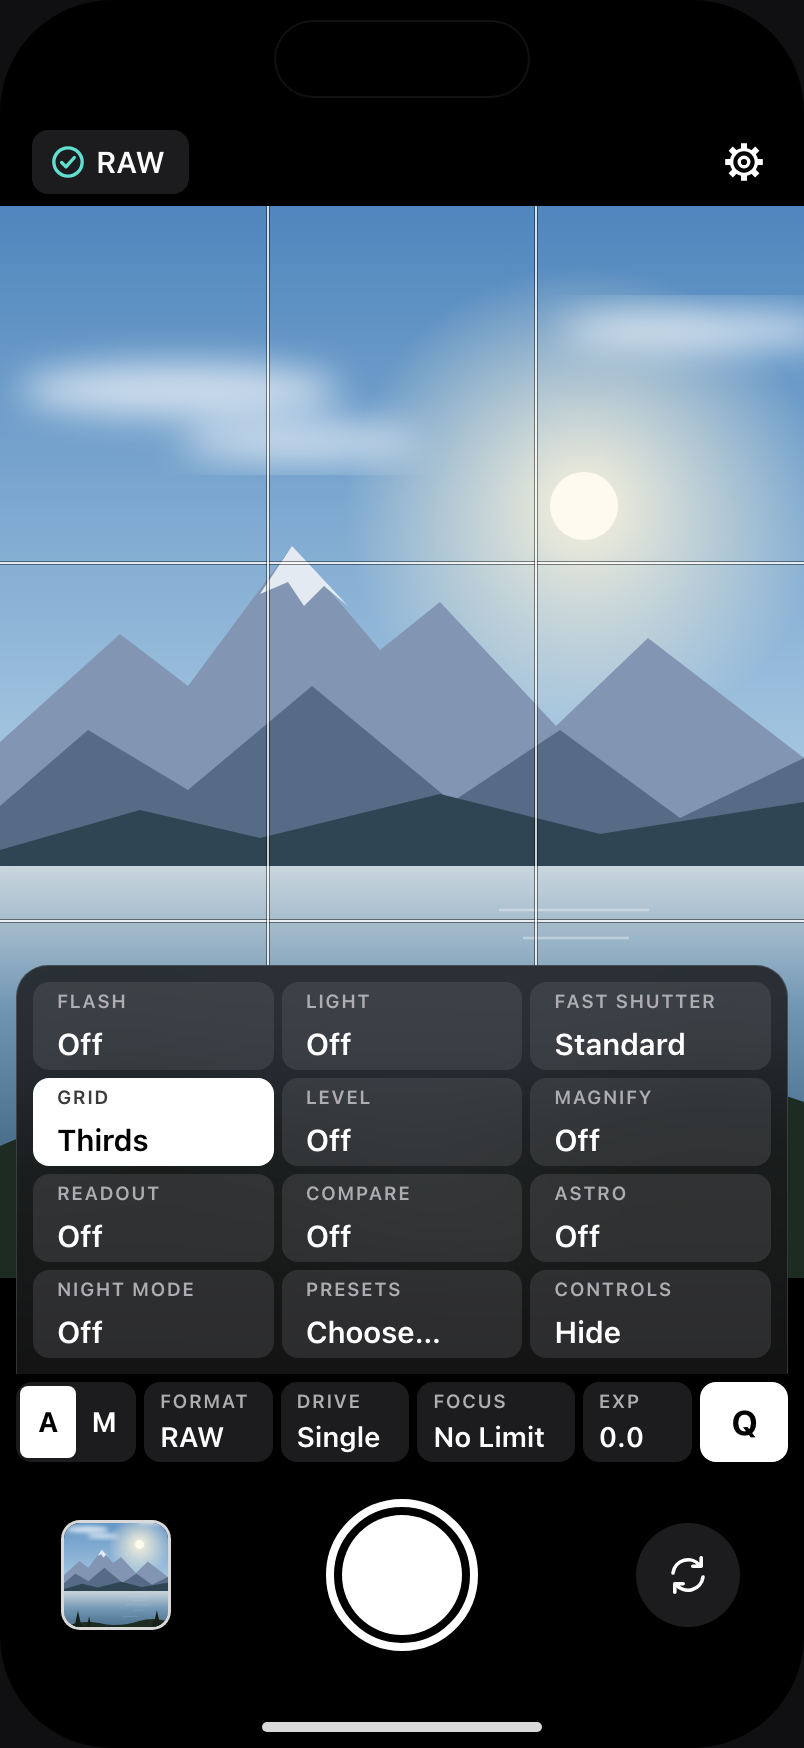 RAW
FLASH
Off
LIGHT
Off
FAST SHUTTER
Standard
GRID
Thirds
LEVEL
Off
MAGNIFY
Off
READOUT
Off
COMPARE
Off
ASTRO
Off
NIGHT MODE
Off
PRESETS
Choose...
CONTROLS
Hide
A M
FORMAT
RAW
DRIVE
Single
FOCUS
No Limit
EXP
0.0
Q